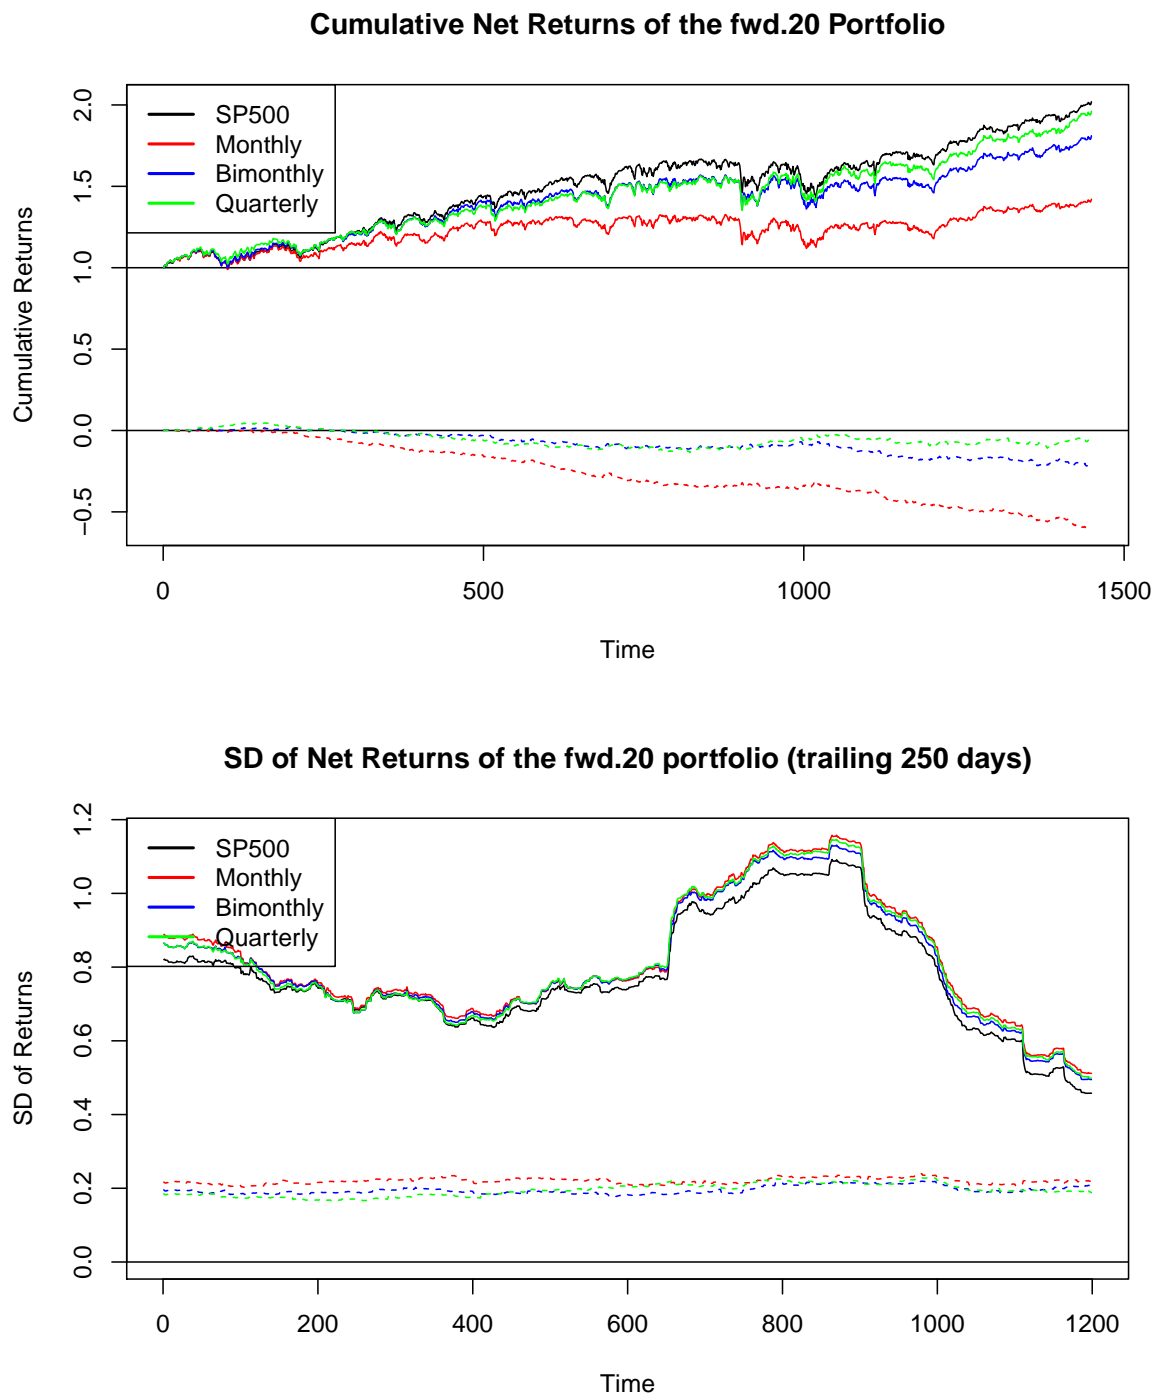 Cumulative Net Returns of the fwd.20 Portfolio
Cumulative Returns
2.0
1.5
1.0
0.5
0.0
−0.5
SP500
Monthly
Bimonthly
Quarterly
0 500 1000 1500
Time
SD of Net Returns of the fwd.20 portfolio (trailing 250 days)
SD of Returns
1.2
1.0
0.8
0.6
0.4
0.2
0.0
SP500
Monthly
Bimonthly
Quarterly
0 200 400 600 800 1000 1200
Time